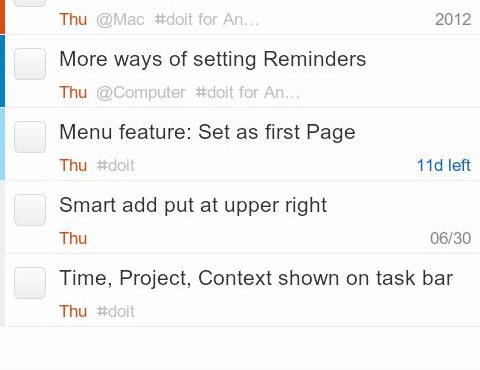 Thu @Mac #doit for An... 2012
More ways of setting Reminders
Thu @Computer #doit for An...
Menu feature: Set as first Page
Thu #doit 11d left
Smart add put at upper right
Thu 06/30
Time, Project, Context shown on task bar
Thu #doit